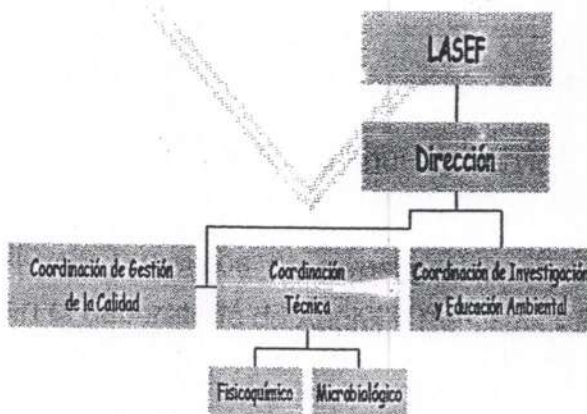 LASEF
Dirección
Coordinación de Gestión
de la Calidad
Coordinación
Técnica
Coordinación de Investigación
y Educación Ambiental
Fisicoquímico
Microbiológico